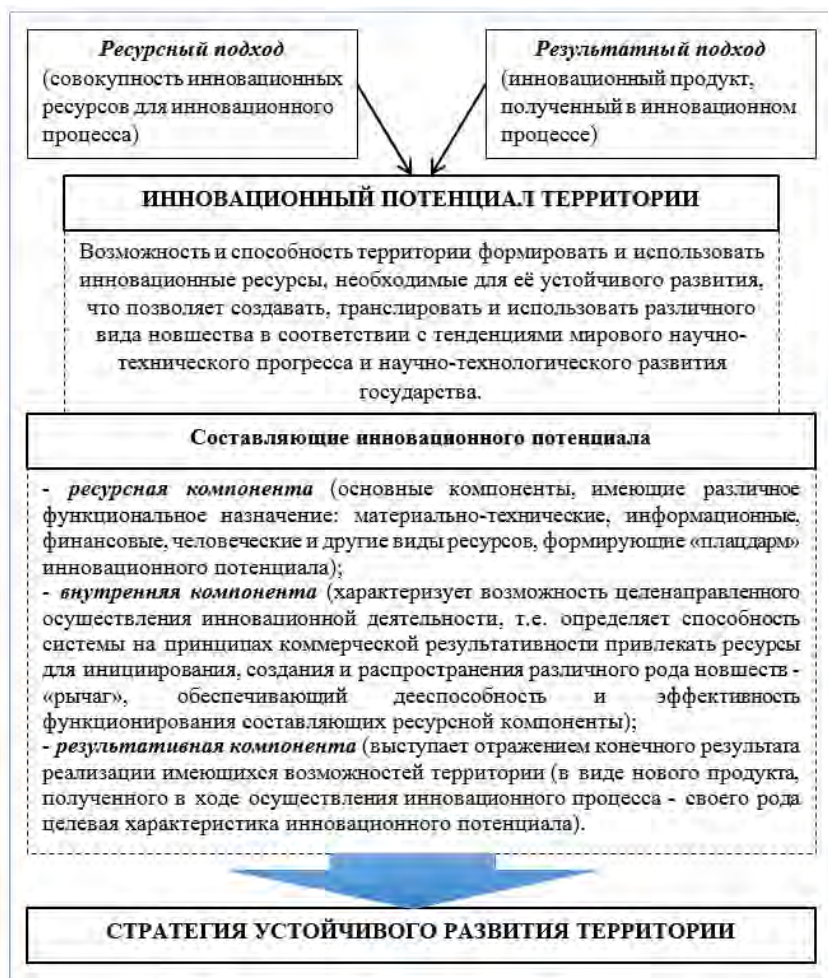 Ресурсный подход
(совокупность инновационных
ресурсов для инновационного
процесса)
Результатный подход
(инновационный продукт,
полученный в инновационном
процессе)
ИННОВАЦИОННЫЙ ПОТЕНЦИАЛ ТЕРРИТОРИИ
Возможность и способность территории формировать и использовать
инновационные ресурсы, необходимые для её устойчивого развития,
что позволяет создавать, транслировать и использовать различного
вида новшества в соответствии с тенденциями мирового научно-
технического прогресса и научно-технологического развития
государства.
Составляющие инновационного потенциала
- ресурсная компонента (основные компоненты, имеющие различное
функциональное назначение: материально-технические, информационные,
финансовые, человеческие и другие виды ресурсов, формирующие «плацдарм»
инновационного потенциала);
- внутренняя компонента (характеризует возможность целенаправленного
осуществления инновационной деятельности, т.е. определяет способность
системы на принципах коммерческой результативности привлекать ресурсы
для инициирования, создания и распространения различного рода новшеств -
«рычаг», обеспечивающий дееспособность и эффективность
функционирования составляющих ресурсной компоненты);
- результативная компонента (выступает отражением конечного результата
реализации имеющихся возможностей территории (в виде нового продукта,
полученного в ходе осуществления инновационного процесса - своего рода
целевая характеристика инновационного потенциала).
СТРАТЕГИЯ УСТОЙЧИВОГО РАЗВИТИЯ ТЕРРИТОРИИ